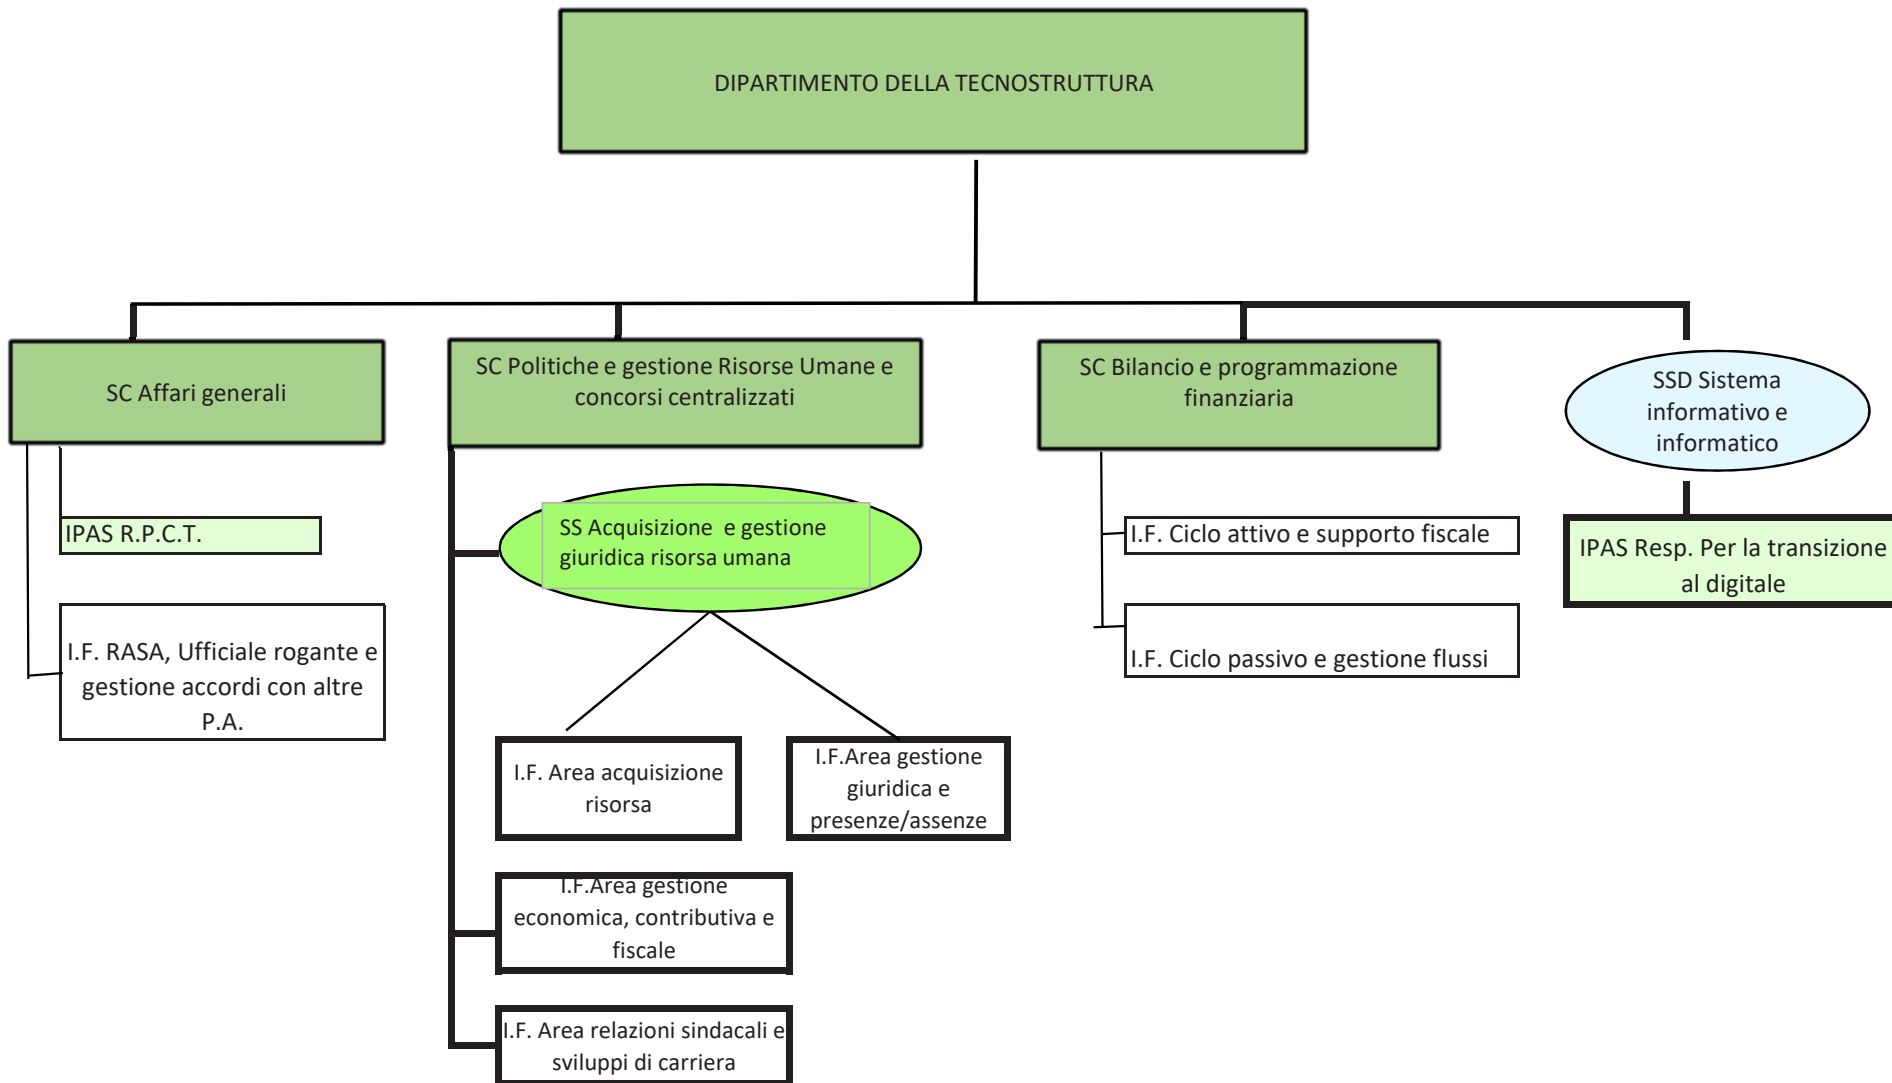 DIPARTIMENTO DELLA TECNOSTRUTTURA
SC Affari generali
SC Politiche e gestione Risorse Umane e
concorsi centralizzati
SC Bilancio e programmazione
finanziaria
SSD Sistema
informativo e
informatico
IPAS R.P.C.T.
I.F. RASA, Ufficiale rogante e
gestione accordi con altre
P.A.
SS Acquisizione e gestione
giuridica risorsa umana
I.F. Area acquisizione
risorsa
I.F.Area gestione
giuridica e
presenze/assenze
I.F.Area gestione
economica, contributiva e
fiscale
I.F. Area relazioni sindacali e
sviluppi di carriera
I.F. Ciclo attivo e supporto fiscale
I.F. Ciclo passivo e gestione flussi
IPAS Resp. Per la transizione
al digitale